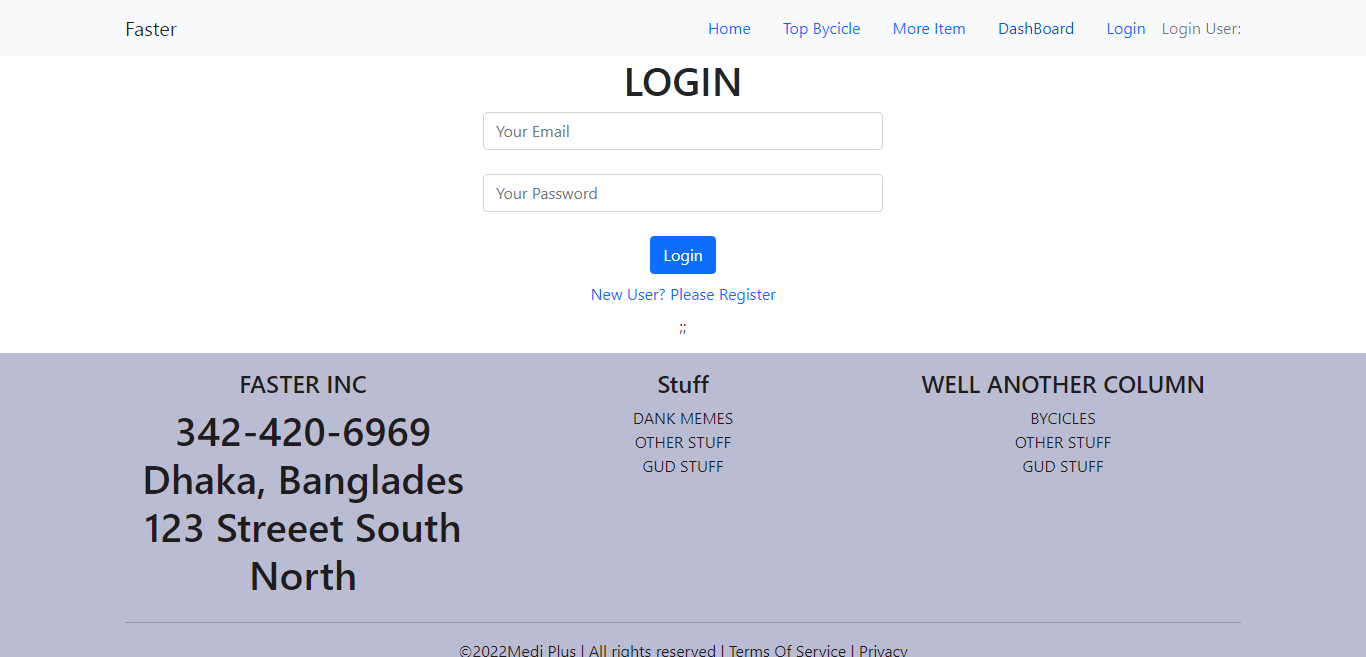 Faster Home Top Bycicle More Item DashBoard Login Login User:
LOGIN
Your Email
Your Password
Login
New User? Please Register
;;
FASTER INC
342-420-6969
Dhaka, Banglades
123 Streeet South
North
Stuff
DANK MEMES
OTHER STUFF
GUD STUFF
WELL ANOTHER COLUMN
BYCICLES
OTHER STUFF
GUD STUFF
©2022Medi Plus | All rights reserved | Terms Of Service | Privacy